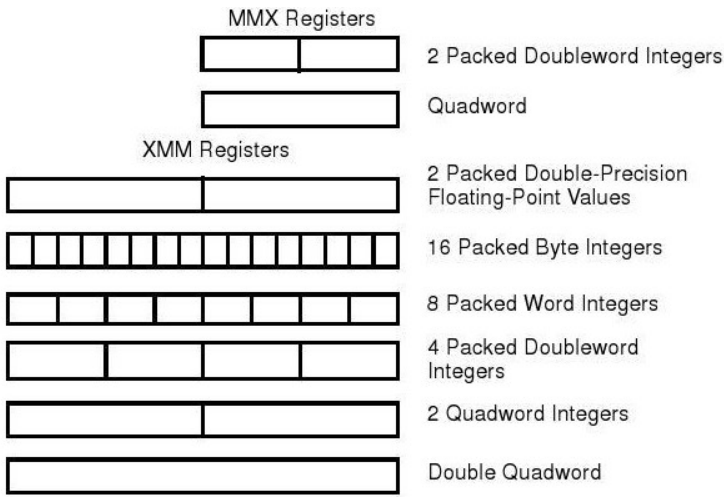 MMX Registers
2 Packed Doubleword Integers
Quadword
XMM Registers
2 Packed Double-Precision
Floating-Point Values
16 Packed Byte Integers
8 Packed Word Integers
4 Packed Doubleword
Integers
2 Quadword Integers
Double Quadword